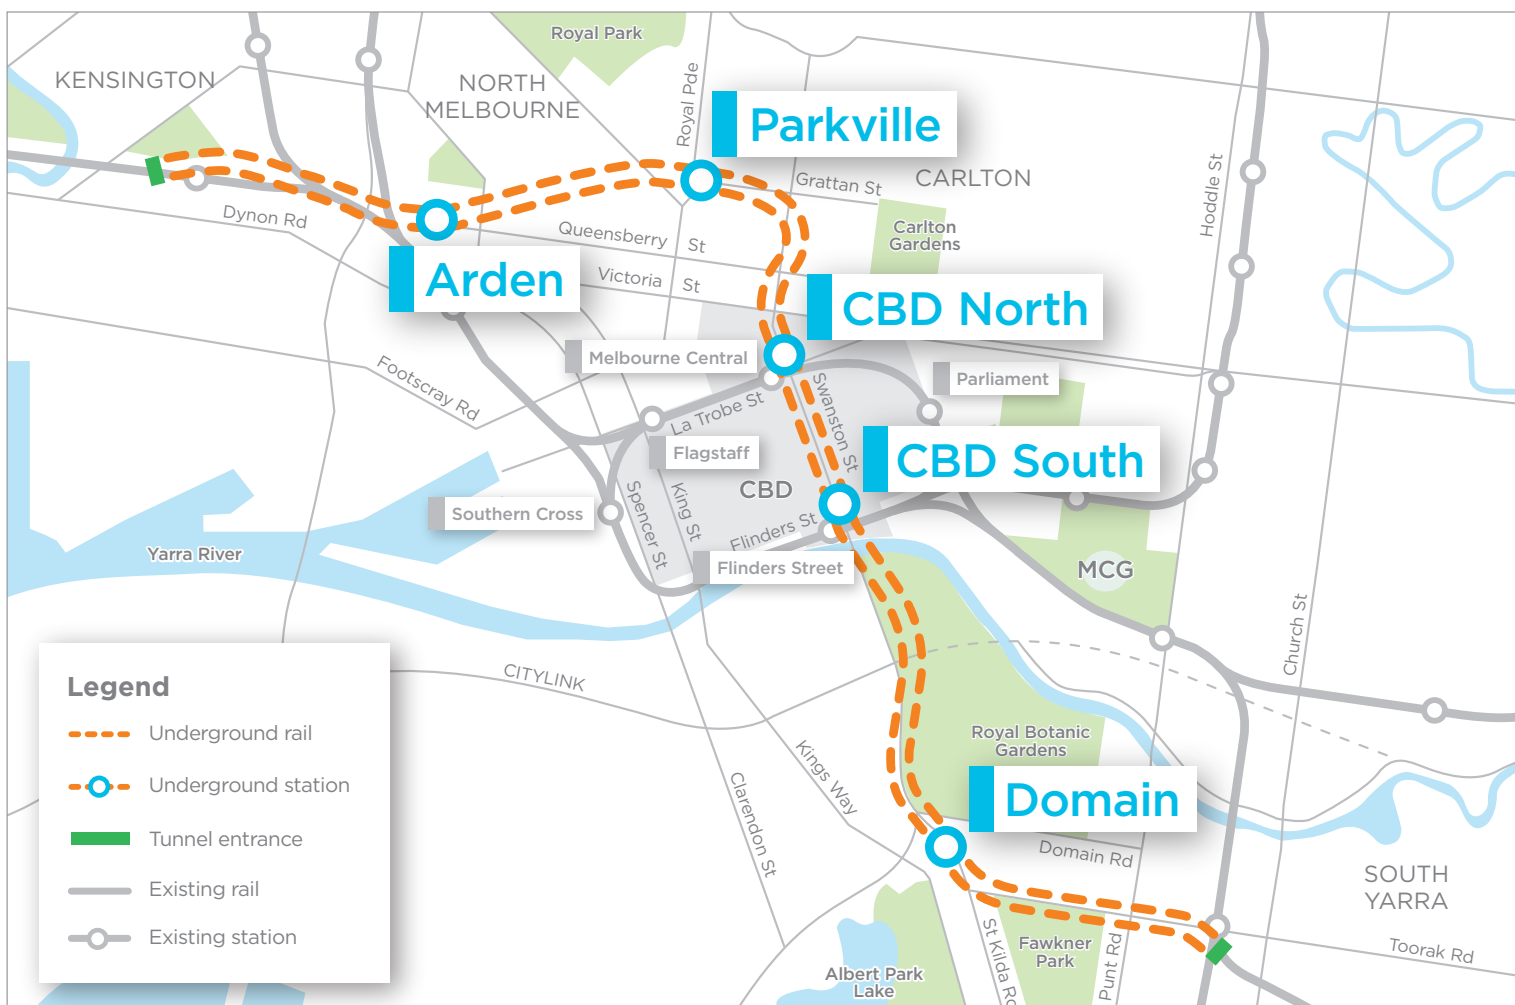 Royal Park
KENSINGTON
NORTH
MELBOURNE
Royal Pde
Parkville
Grattan St
CARLTON
Hoddle St
Dynon Rd
Queensberry St
Carlton
Gardens
Arden
Victoria St
CBD North
Melbourne Central
Footscray Rd
Swanston St
Parliament
La Trobe St
Flagstaff
CBD South
CBD
Southern Cross
Spencer St
King St
Flinders St
Yarra River
Flinders Street
MCG
Church St
CITYLINK
Legend
Underground rail
Underground station
Tunnel entrance
Existing rail
Existing station
Royal Botanic
Gardens
Kings Way
Clarendon St
Domain
Domain Rd
SOUTH
YARRA
St Kilda Rd
Fawkner
Park
Punt Rd
Toorak Rd
Albert Park
Lake